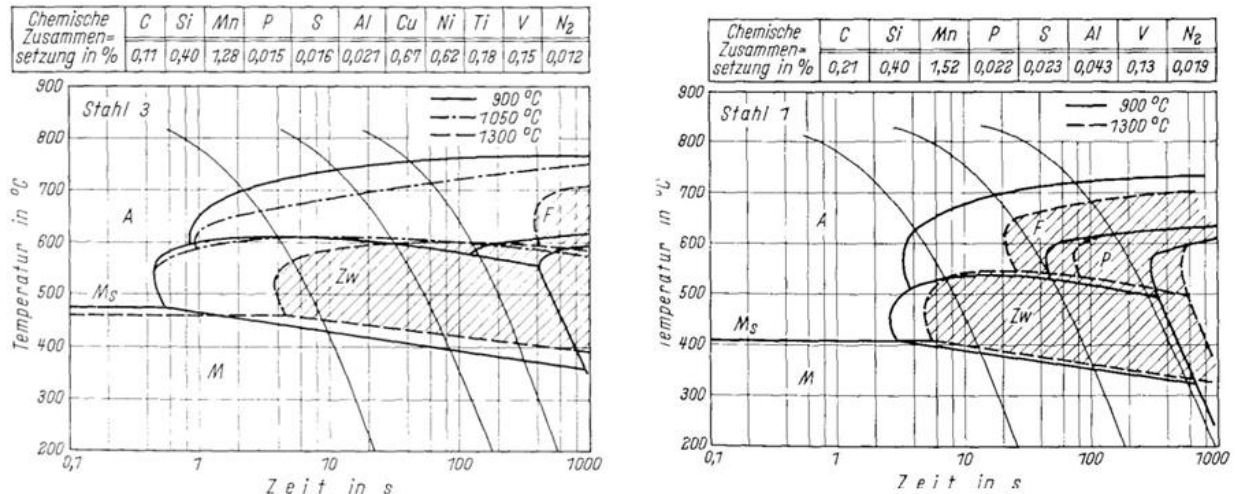 Chemische Zusammen= setzung in % C Si Mn P S Al Cu Ni Ti V N2
0,11 0,40 1,28 0,015 0,016 0,021 0,67 0,62 0,18 0,15 0,012
900
800
700
600
500
400
300
200
Temperatur in °C
Stahl 3
900 °C
1050 °C
1300 °C
A
F
Zw
Ms
M
0,1 1 10 100 1000
Zeit in s
Chemische Zusammen= setzung in % C Si Mn P S Al V N2
0,21 0,40 1,52 0,022 0,023 0,043 0,13 0,019
900
800
700
600
500
400
300
200
Temperatur in °C
Stahl 1
900 °C
1300 °C
A
F
P
Zw
Ms
M
0,1 1 10 100 1000
Zeit in s